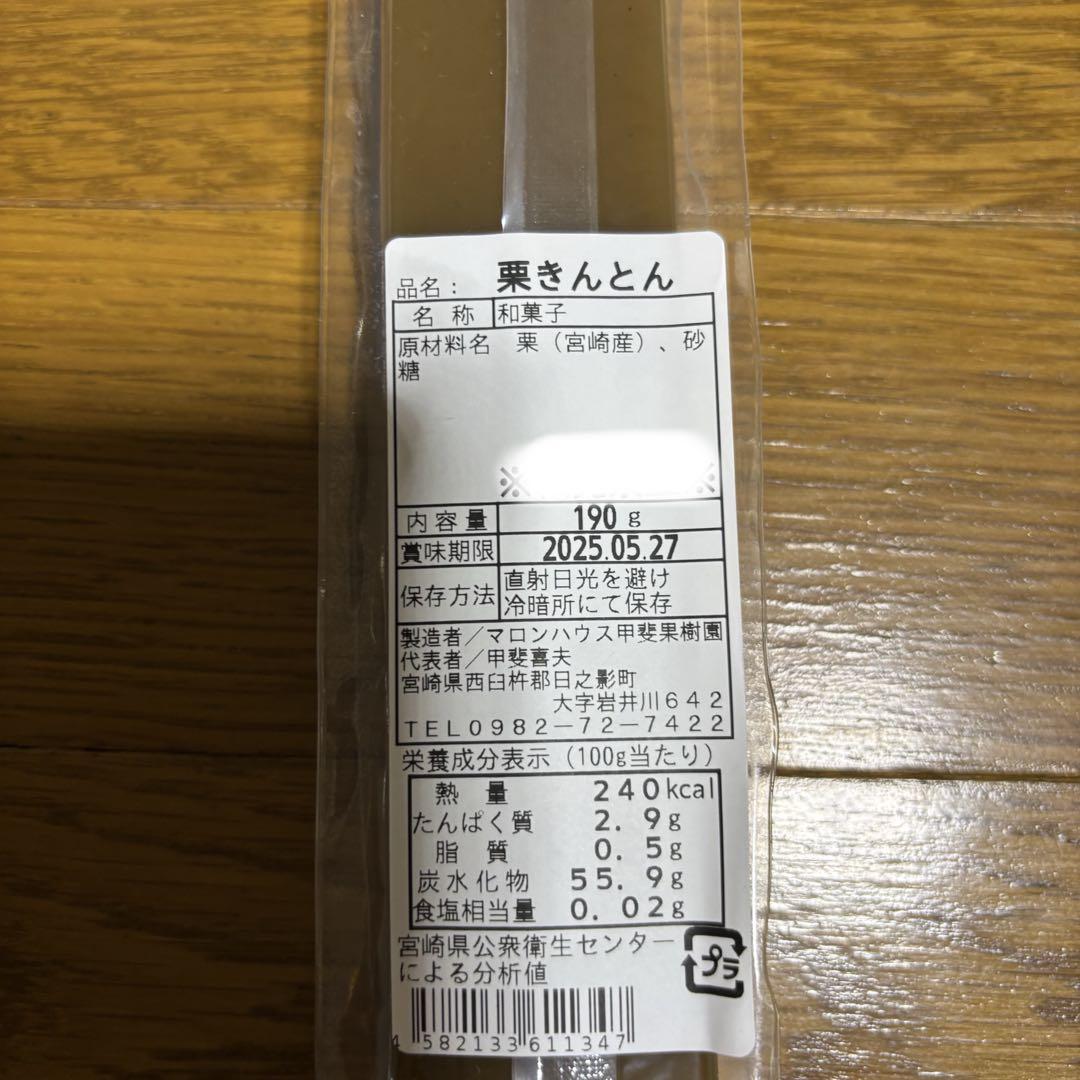 品名： 栗きんとん
名 称 和菓子
原材料名 栗（宮崎産）、砂
糖
※ ※
内容量 190 g
賞味期限 2025.05.27
保存方法 直射日光を避け
冷暗所にて保存
製造者／マロンハウス甲斐果樹園
代表者／甲斐喜夫
宮崎県西臼杵郡日之影町
大字岩井川６４２
ＴＥＬ０９８２－７２－７４２２
栄養成分表示（100g当たり）
熱 量 ２４０kcal
たんぱく質 ２．９g
脂 質 ０．５g
炭水化物 ５５．９g
食塩相当量 ０．０２g
宮崎県公衆衛生センター
による分析値
プラ
4 582133 611347